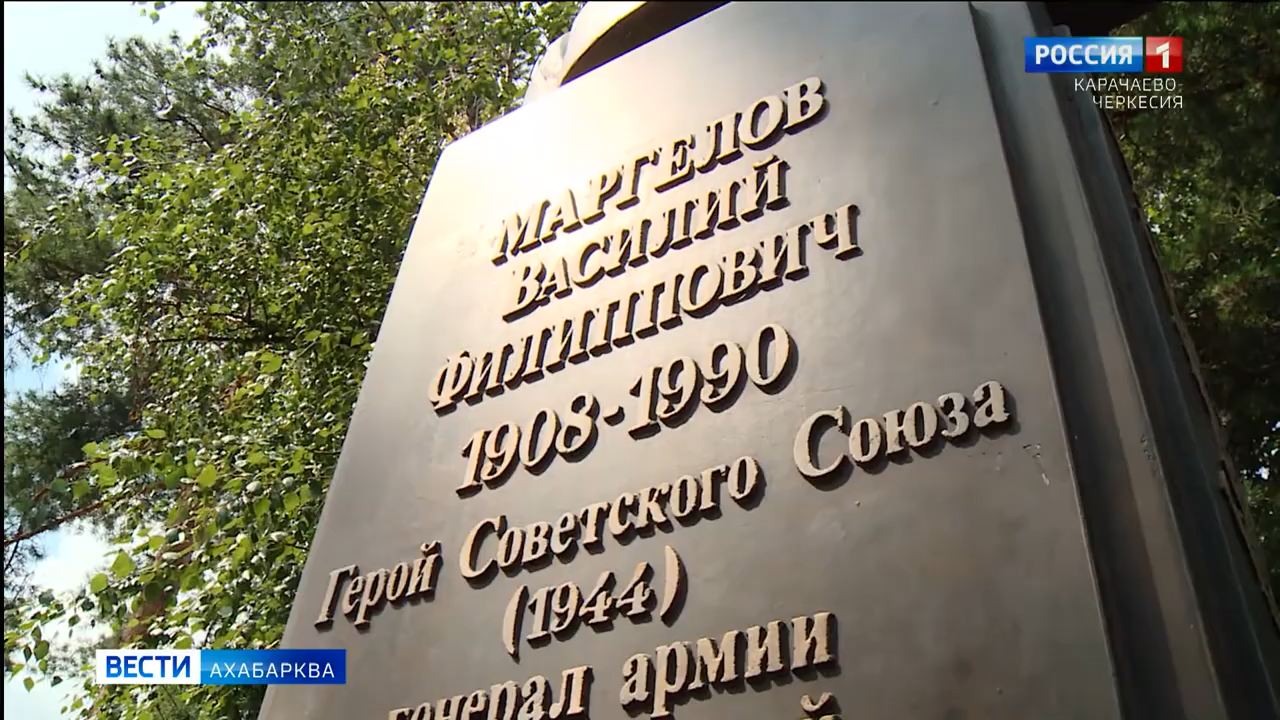 РОССИЯ 1
КАРАЧАЕВО
ЧЕРКЕСИЯ
МАРГЕЛОВ
ВАСИЛИЙ
ФИЛИППОВИЧ
1908-1990
Герой Советского Союза
(1944)
генерал армии
ВЕСТИ АХАБАРКВА